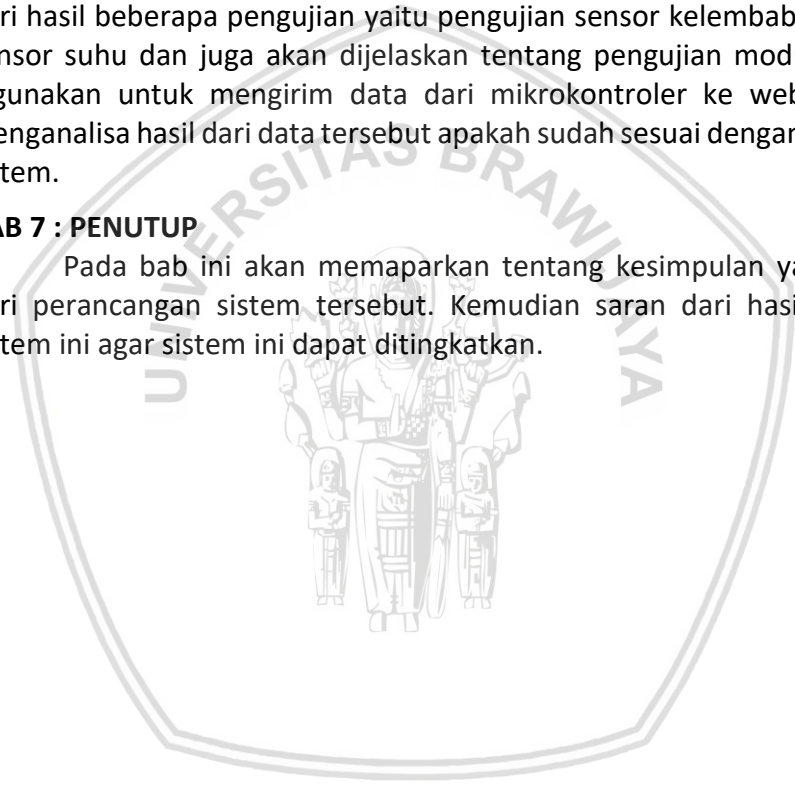 ri hasil beberapa pengujian yaitu pengujian sensor kelembab
nsor suhu dan juga akan dijelaskan tentang pengujian mod
gunakan untuk mengirim data dari mikrokontroler ke web
enganalisa hasil dari data tersebut apakah sudah sesuai dengan
tem.
AB 7 : PENUTUP
Pada bab ini akan memaparkan tentang kesimpulan ya
ri perancangan sistem tersebut. Kemudian saran dari hasi
tem ini agar sistem ini dapat ditingkatkan.
UNIVERSITAS BRAWIJAYA